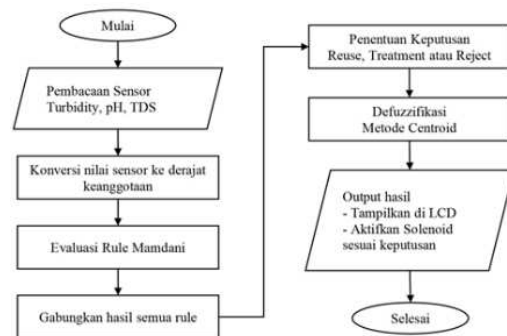 Mulai
Pembacaan Sensor
Turbidity, pH, TDS
Konversi nilai sensor ke derajat
keanggotaan
Evaluasi Rule Mamdani
Gabungkan hasil semua rule
Penentuan Keputusan
Reuse, Treatment atau Reject
Defuzzifikasi
Metode Centroid
Output hasil
- Tampilkan di LCD
- Aktifkan Solenoid
sesuai keputusan
Selesai